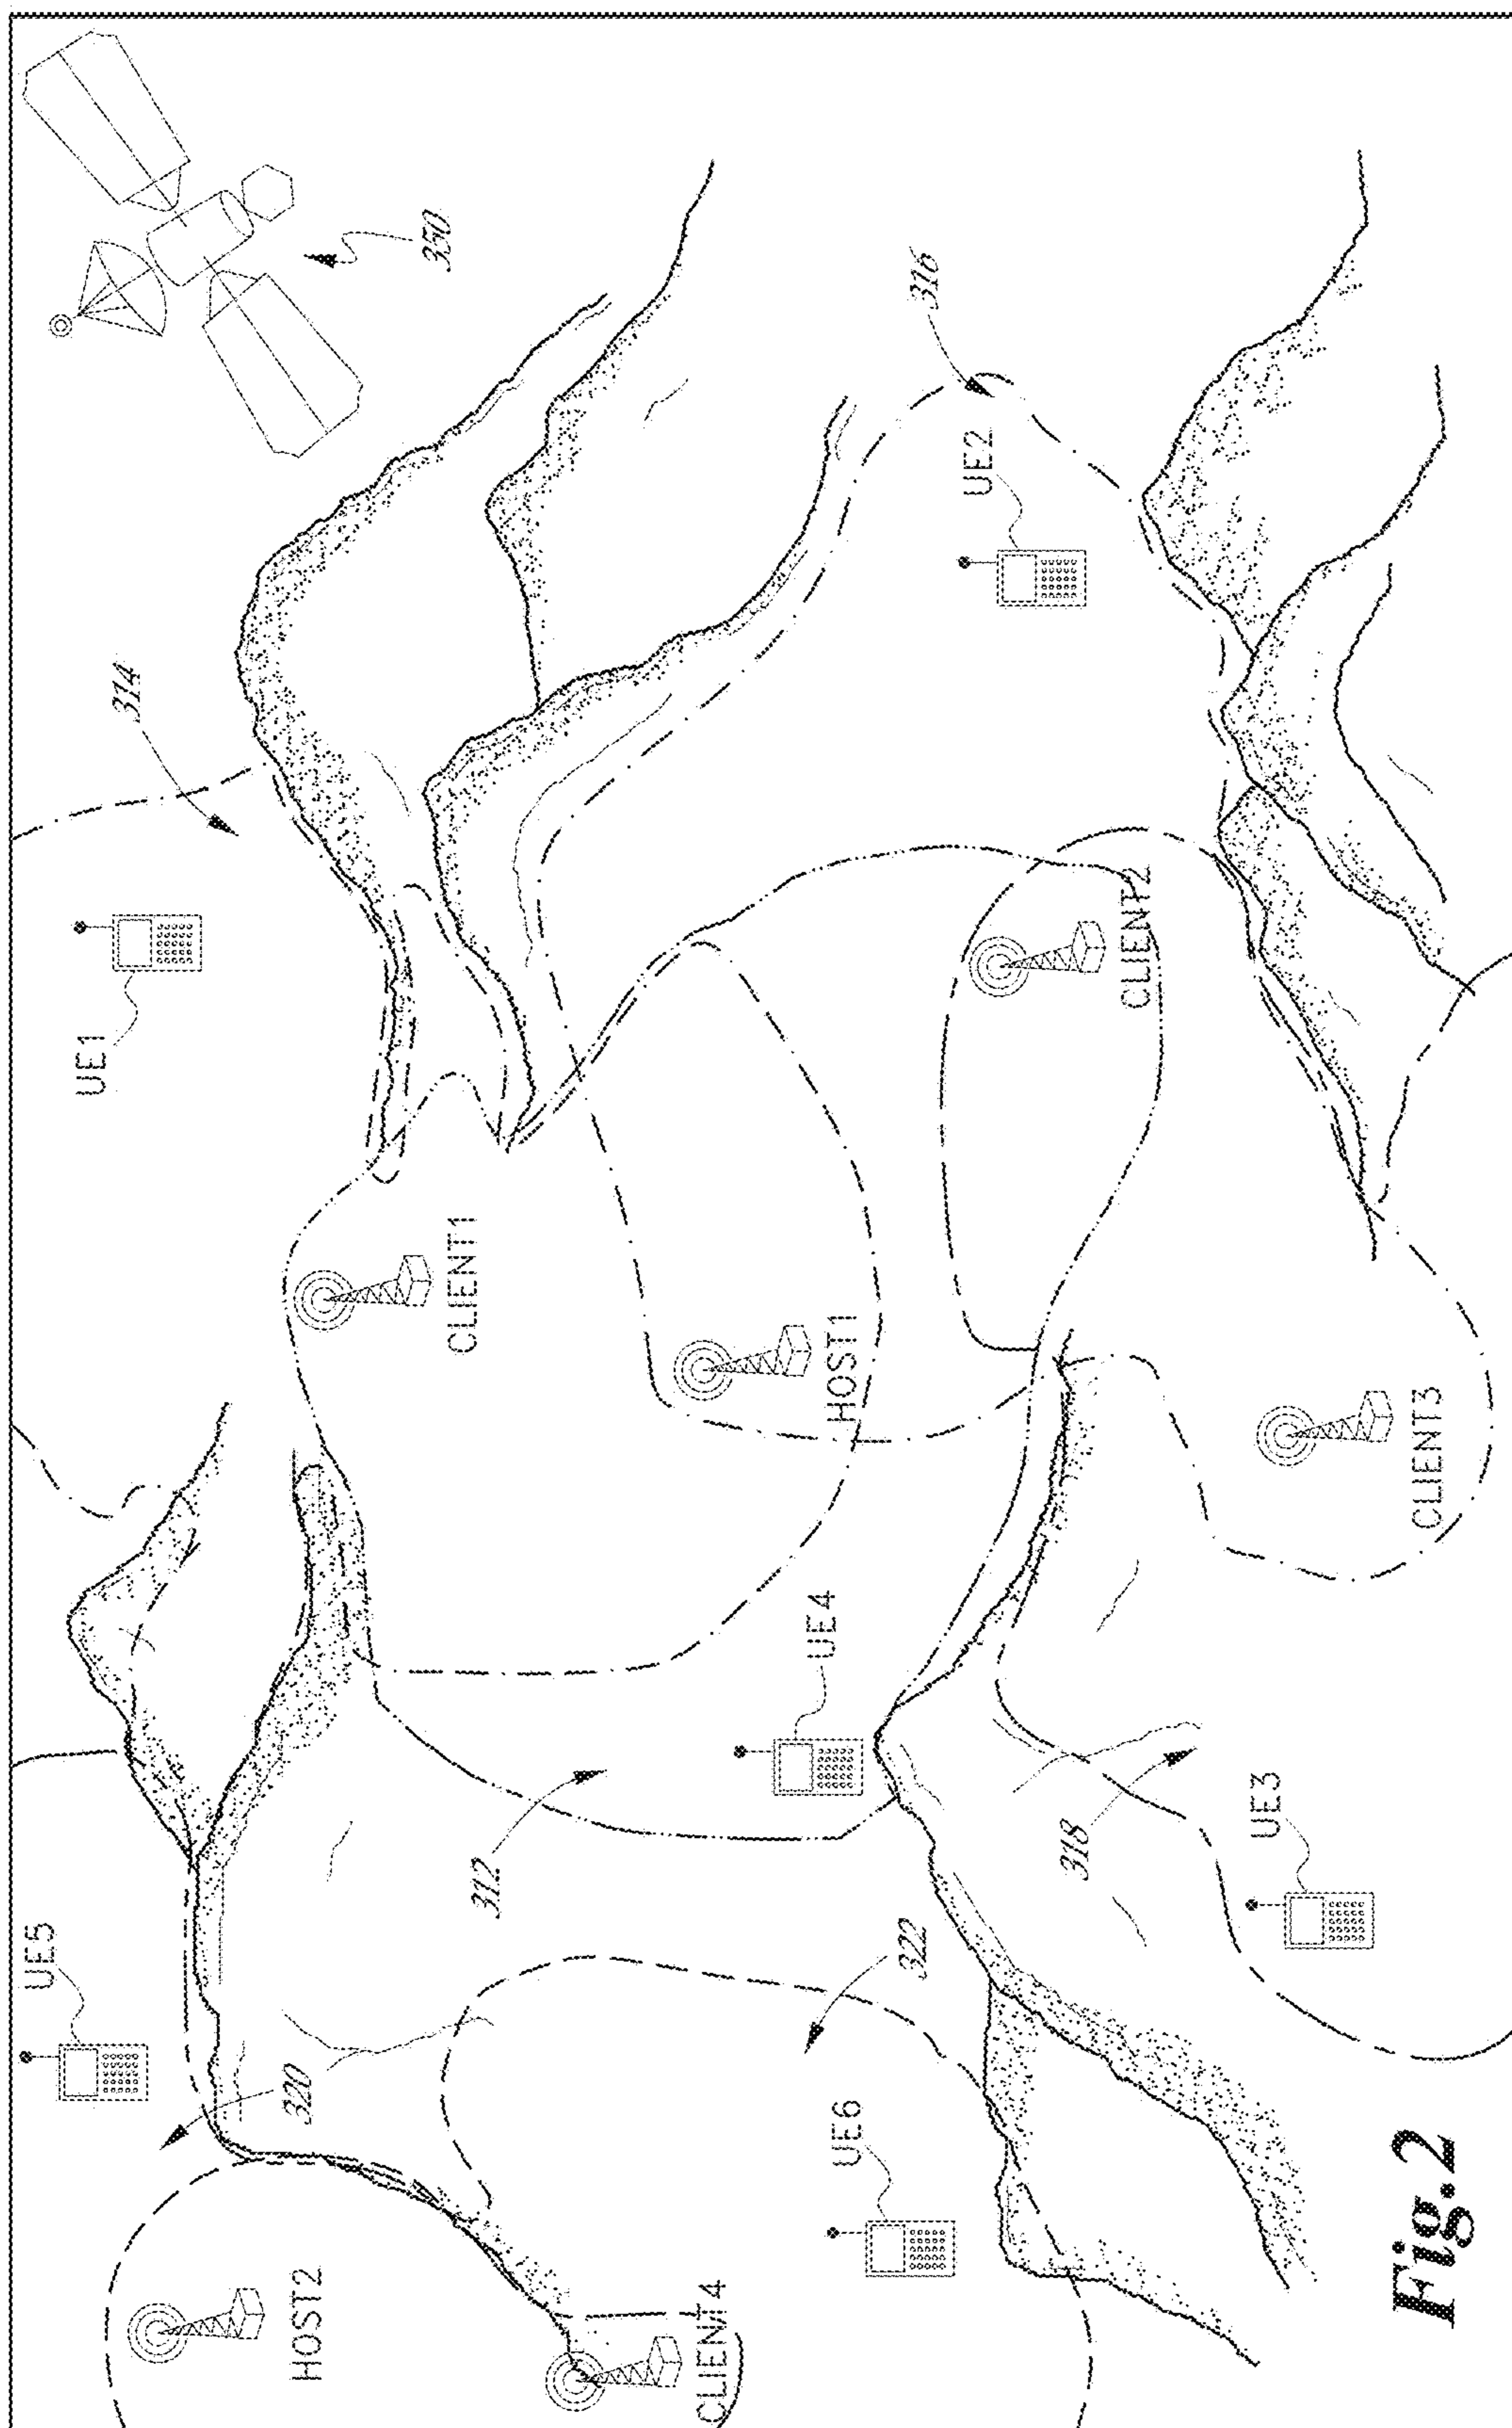 UE5
UE1
314
HOST2
320
350
CLIENT1
312
CLIENT4
UE4
HOST1
UE6
322
316
UE2
318
CLIENT2
UE3
Fig. 2
CLIENT3